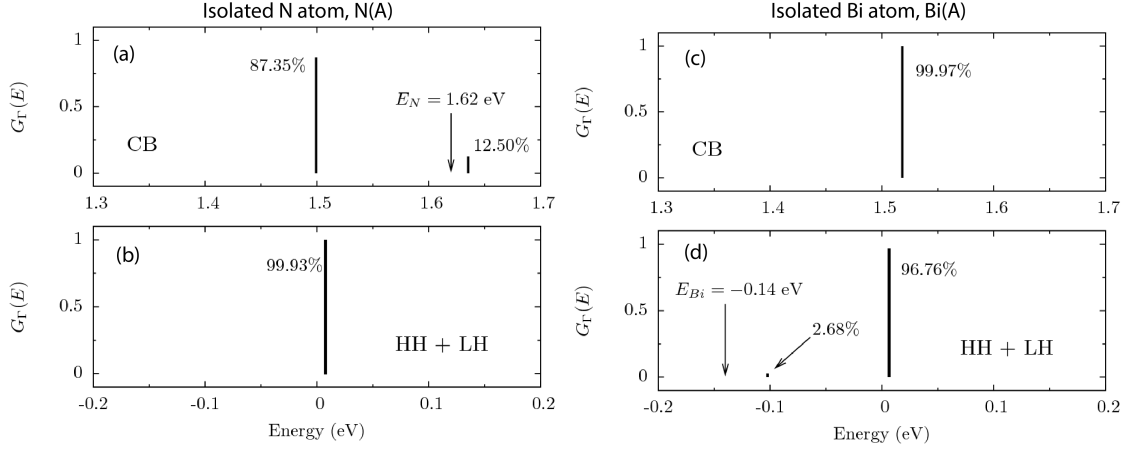 Isolated N atom, N(A)
Isolated Bi atom, Bi(A)
(a)
87.35%
E_N = 1.62 eV
12.50%
CB
G_Γ(E)
1
0.5
0
1.3 1.4 1.5 1.6 1.7
(c)
99.97%
CB
G_Γ(E)
1
0.5
0
1.3 1.4 1.5 1.6 1.7
(b)
99.93%
HH + LH
G_Γ(E)
1
0.5
0
-0.2 -0.1 0 0.1 0.2
Energy (eV)
(d)
96.76%
E_Bi = −0.14 eV
2.68%
HH + LH
G_Γ(E)
1
0.5
0
-0.2 -0.1 0 0.1 0.2
Energy (eV)